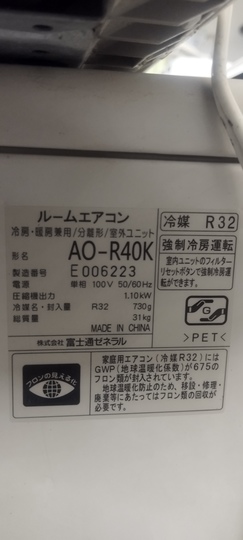 ルームエアコン
冷房・暖房兼用/分離形/室外ユニット
形名 AO-R40K
製造番号 E006223
電源 単相 100V 50/60Hz
圧縮機出力 1.10kW
冷媒名・封入量 R32 730g
総質量 31kg
MADE IN CHINA
株式会社 富士通ゼネラル
冷媒 R32
強制冷房運転
室内ユニットのフィルター
リセットボタンで強制冷房運
転ができます。
G
>PET<
フロンの見える化
家庭用エアコン(冷媒R32)には
GWP(地球温暖化係数)が675の
フロン類が封入されています。
地球温暖化防止のため、移設・修理・
廃棄等にあたってはフロン類の回収が
必要です。